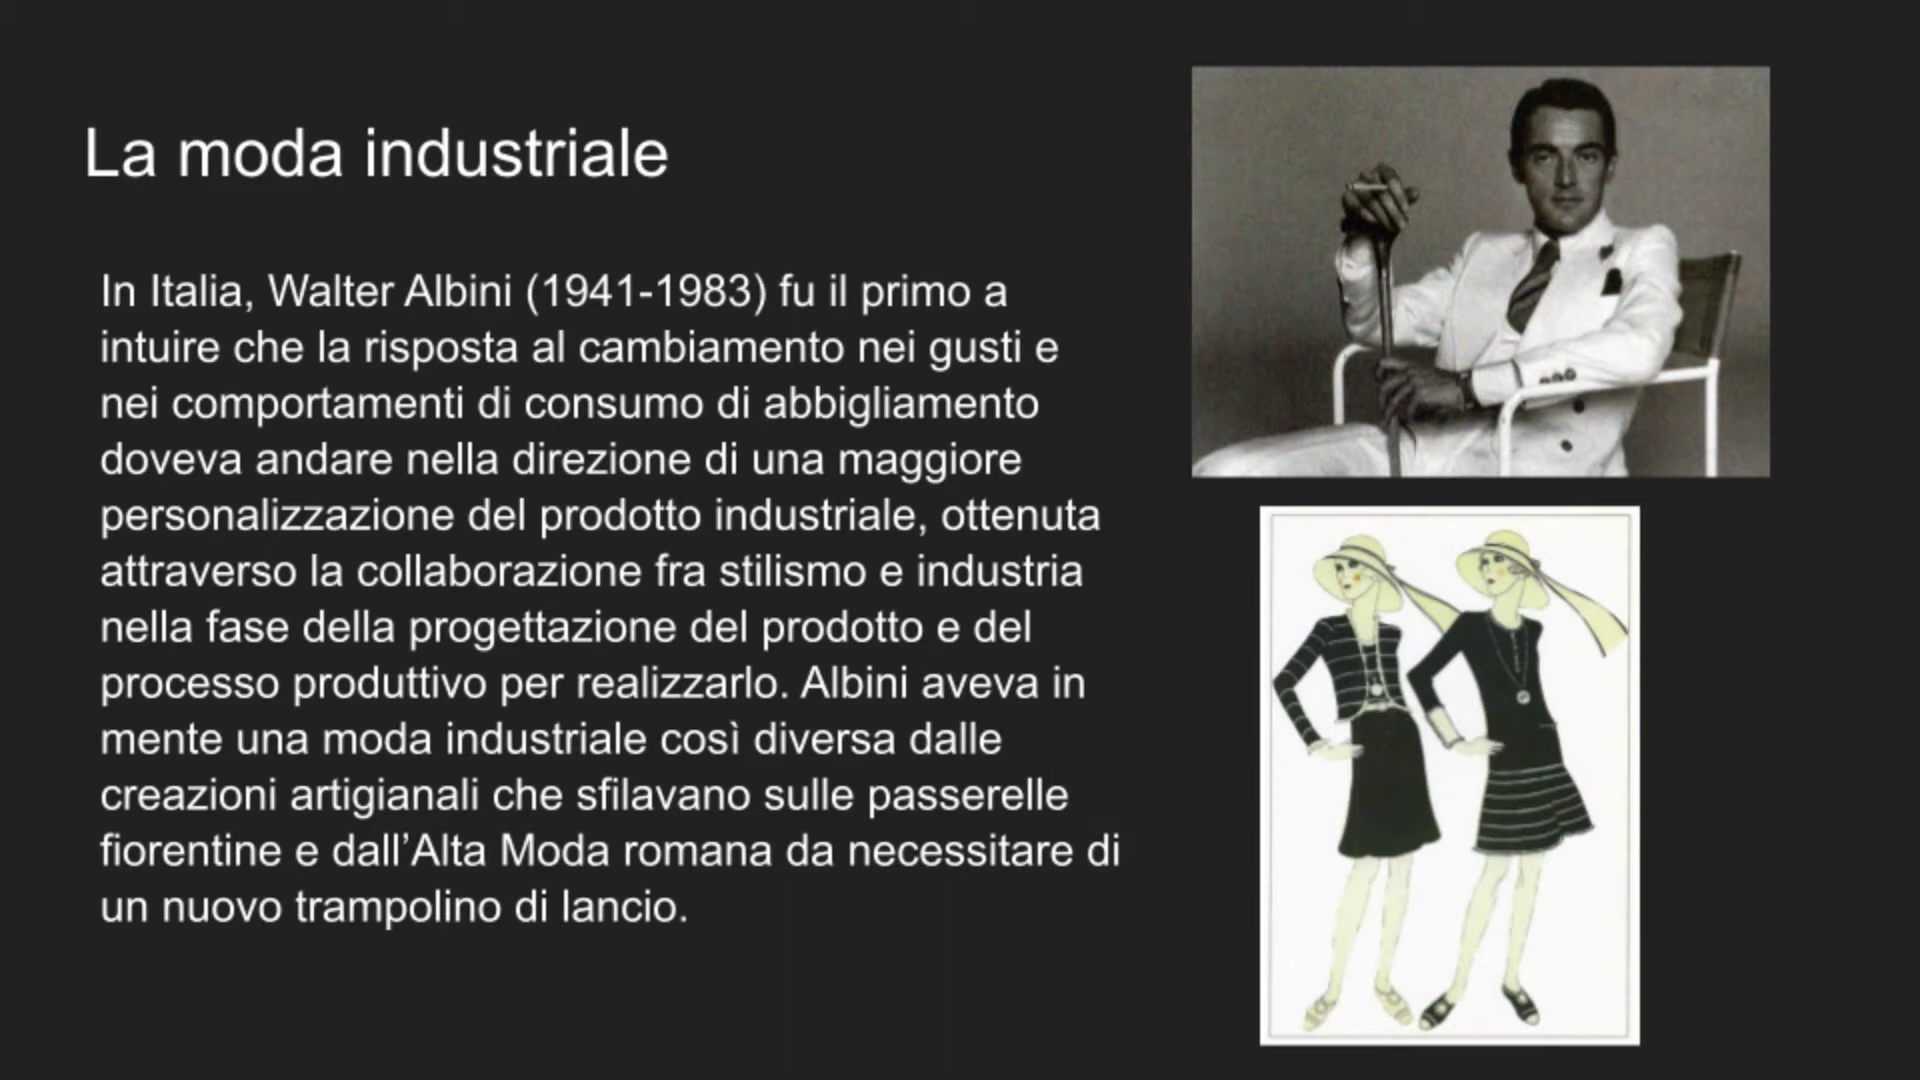 La moda industriale
In Italia, Walter Albini (1941-1983) fu il primo a
intuire che la risposta al cambiamento nei gusti e
nei comportamenti di consumo di abbigliamento
doveva andare nella direzione di una maggiore
personalizzazione del prodotto industriale, ottenuta
attraverso la collaborazione fra stilismo e industria
nella fase della progettazione del prodotto e del
processo produttivo per realizzarlo. Albini aveva in
mente una moda industriale così diversa dalle
creazioni artigianali che sfilavano sulle passerelle
fiorentine e dall’Alta Moda romana da necessitare di
un nuovo trampolino di lancio.